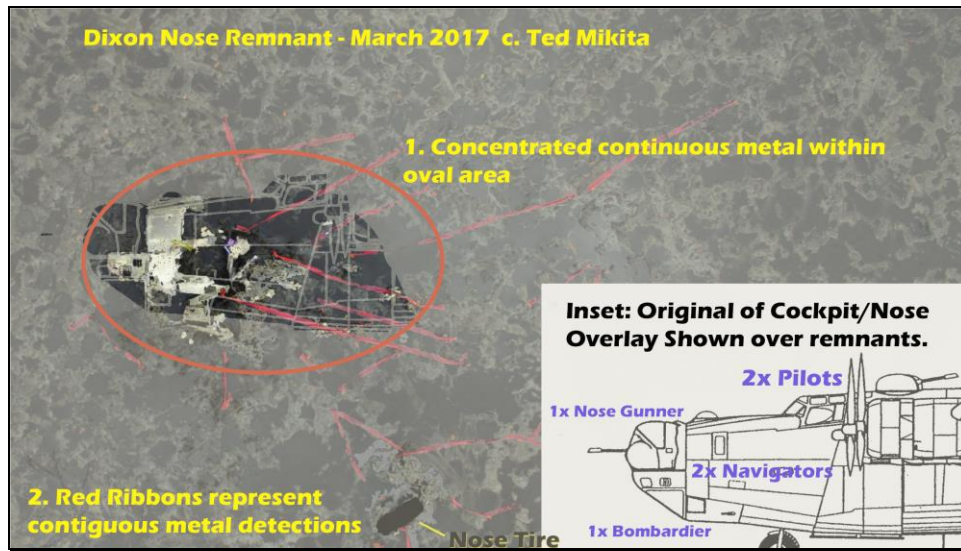 Dixon Nose Remnant - March 2017 c. Ted Mikita
1. Concentrated continuous metal within
oval area
Inset: Original of Cockpit/Nose
Overlay Shown over remnants.
2x Pilots
1x Nose Gunner
2x Navigators
1x Bombardier
2. Red Ribbons represent
contiguous metal detections
Nose Tire